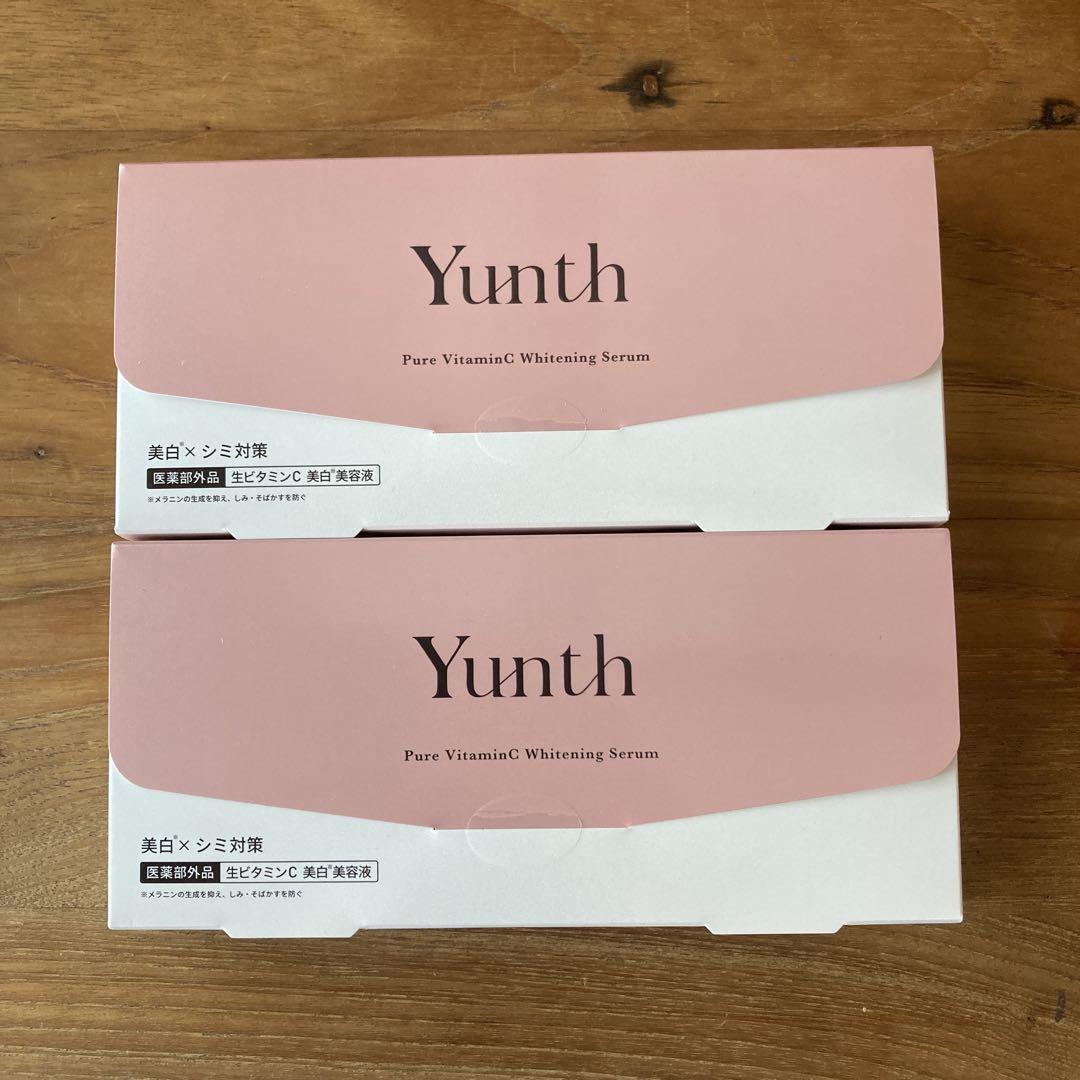 Yunth
Pure VitaminC Whitening Serum
美白※×シミ対策
医薬部外品 生ビタミンC 美白※美容液
※メラニンの生成を抑え、しみ・そばかすを防ぐ
Yunth
Pure VitaminC Whitening Serum
美白※×シミ対策
医薬部外品 生ビタミンC 美白※美容液
※メラニンの生成を抑え、しみ・そばかすを防ぐ